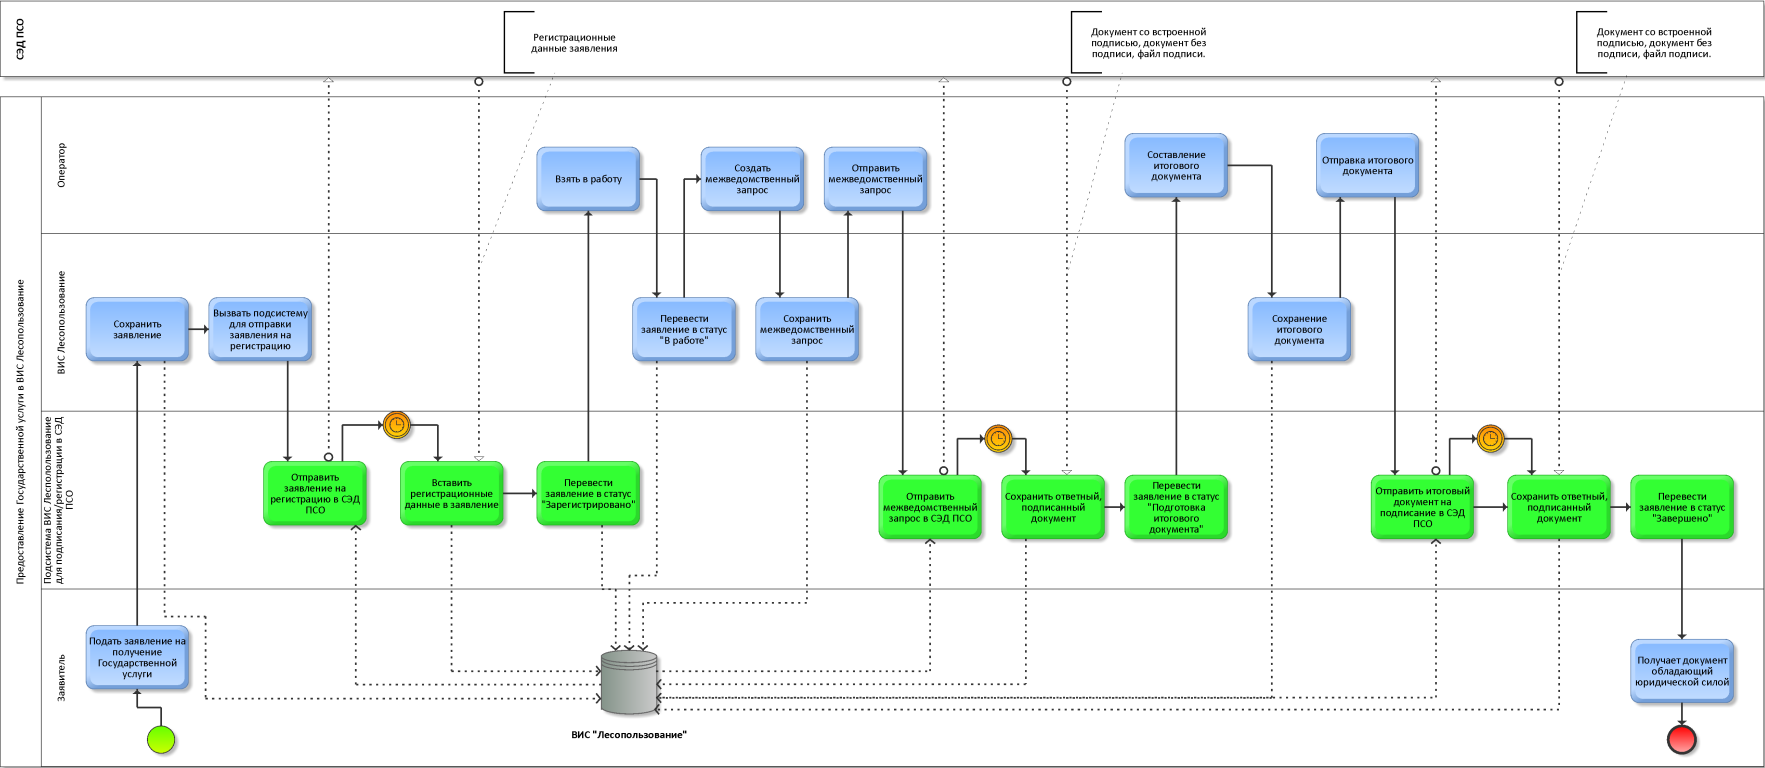 СЭД ПСО
Регистрационные
данные заявления
Документ со встроенной
подписью, документ без
подписи, файл подписи.
Документ со встроенной
подписью, документ без
подписи, файл подписи.
Предоставление Государственной услуги в ВИС Лесопользование
Оператор
Взять в работу
Создать
межведомственный
запрос
Отправить
межведомственный
запрос
Составление
итогового
документа
Отправка итогового
документа
ВИС Лесопользование
Сохранить
заявление
Вызвать подсистему
для отправки
заявления на
регистрацию
Перевести
заявление в статус
"В работе"
Сохранить
межведомственный
запрос
Сохранение
итогового
документа
Подсистема ВИС Леспользование
для подписания/регистрации в СЭД
ПСО
Отправить
заявление на
регистрацию в СЭД
ПСО
Вставить
регистрационные
данные в заявление
Перевести
заявление в статус
"Зарегистрировано"
Отправить
межведомственный
запрос в СЭД ПСО
Сохранить ответный,
подписанный
документ
Перевести
заявление в статус
"Подготовка
итогового
документа"
Отправить итоговый
документ на
подписание в СЭД
ПСО
Сохранить ответный,
подписанный
документ
Перевести
заявление в статус
"Завершено"
Заявитель
Подать заявление на
получение
Государственной
услуги
ВИС "Лесопользование"
Получает документ
обладающий
юридической силой